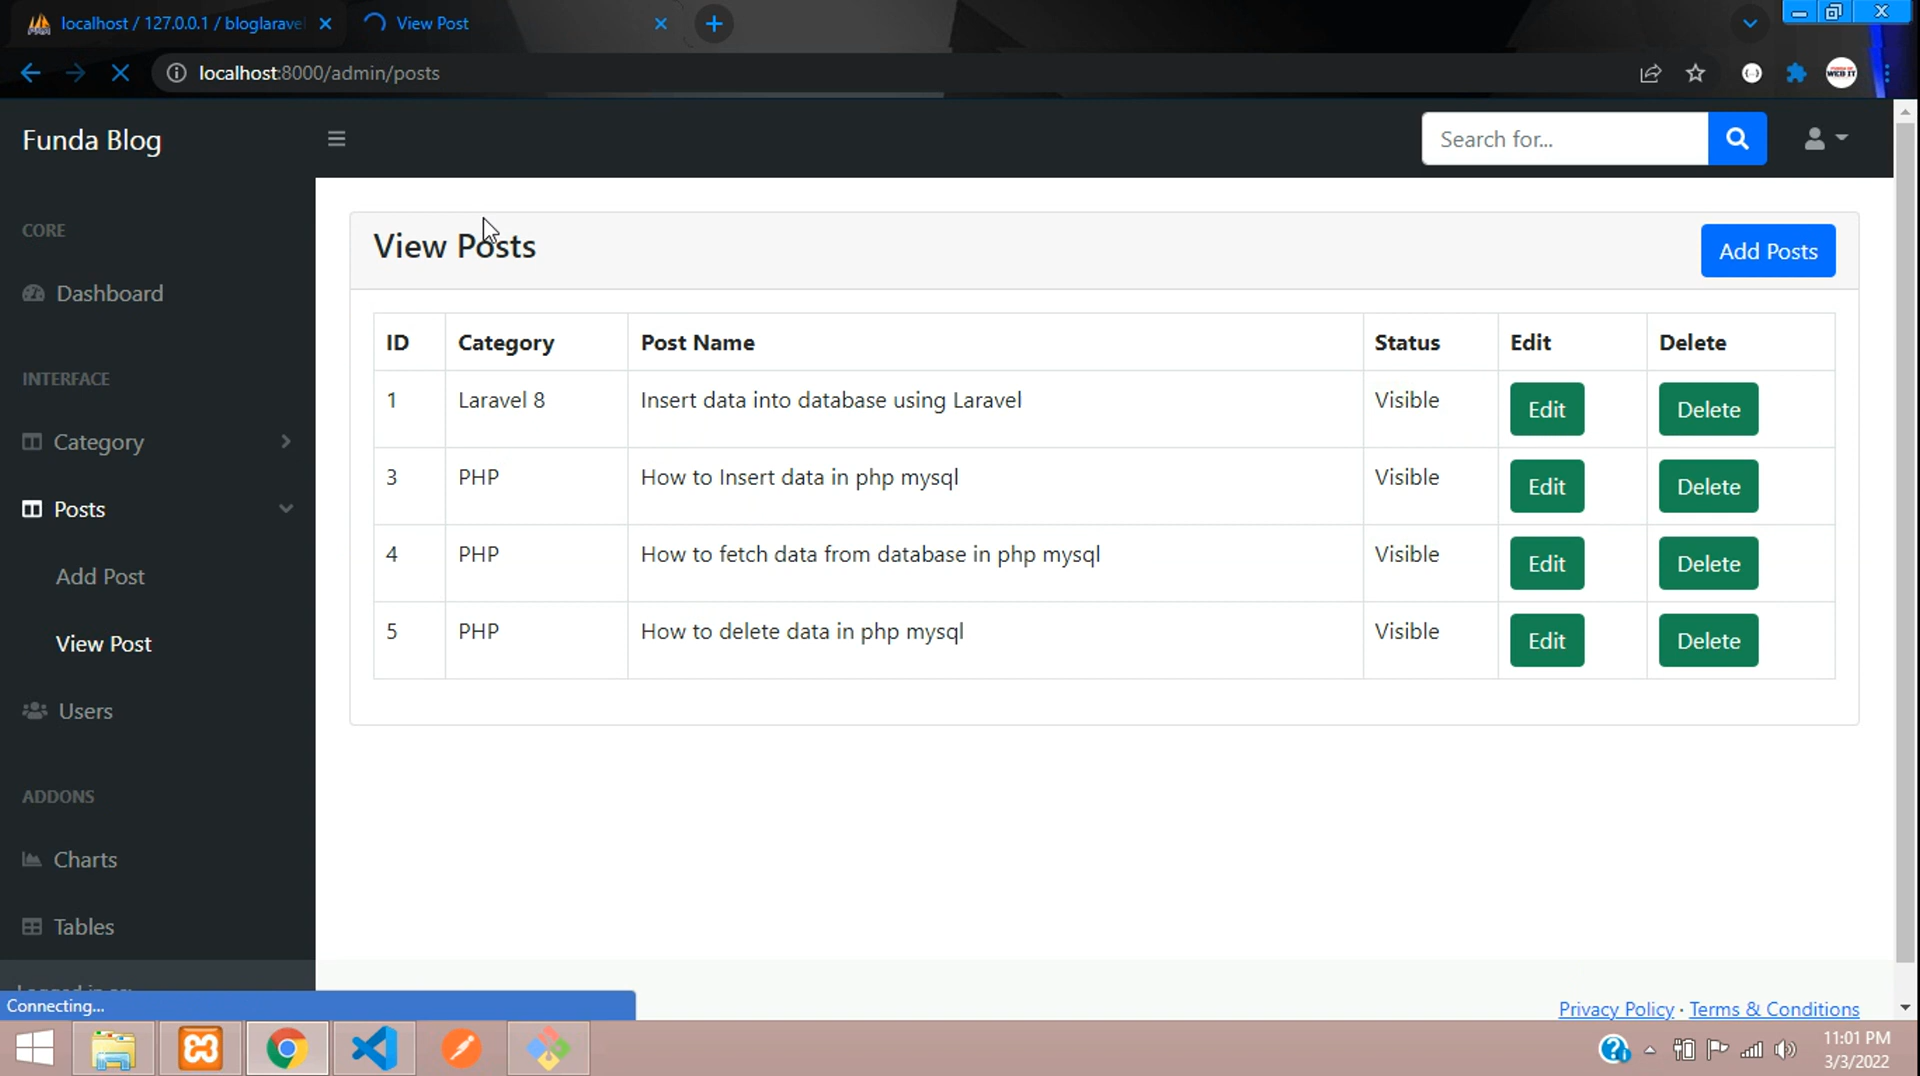 localhost / 127.0.0.1 / bloglaravel
View Post
localhost:8000/admin/posts
WEB IT
Funda Blog
Search for...
CORE
Dashboard
INTERFACE
Category
Posts
Add Post
View Post
Users
ADDONS
Charts
Tables
View Posts
Add Posts
ID Category Post Name Status Edit Delete
1 Laravel 8 Insert data into database using Laravel Visible Edit Delete
3 PHP How to Insert data in php mysql Visible Edit Delete
4 PHP How to fetch data from database in php mysql Visible Edit Delete
5 PHP How to delete data in php mysql Visible Edit Delete
Connecting...
Privacy Policy · Terms & Conditions
11:01 PM
3/3/2022